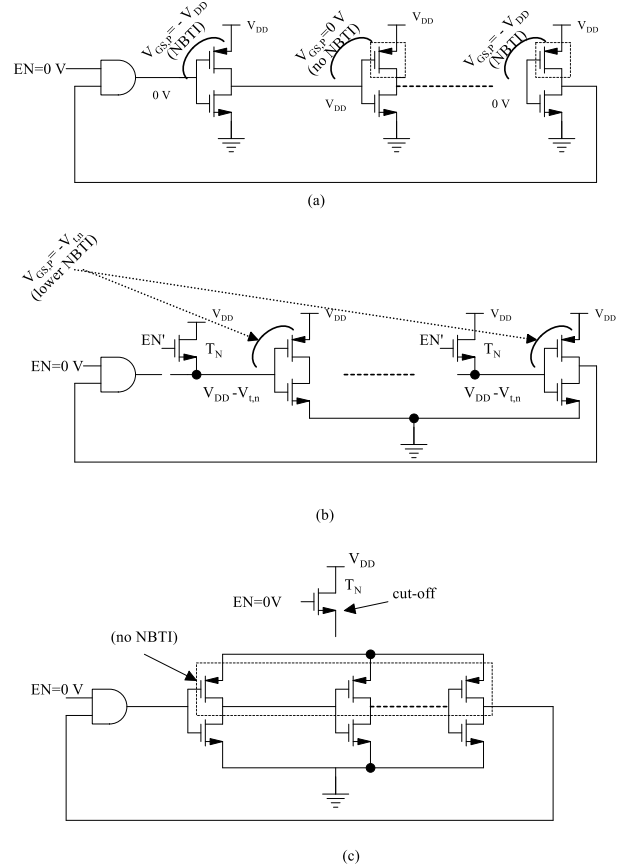 V_GS,P = - V_DD
(NBTI)
V_DD
V_GS,P = 0 V
(no NBTI)
V_DD
V_GS,P = - V_DD
(NBTI)
V_DD
EN=0 V
0 V
V_DD
0 V
(a)
V_GS,P = -V_t,n
(lower NBTI)
V_DD
V_DD
V_DD
V_DD
EN'
T_N
EN'
T_N
EN=0 V
V_DD -V_t,n
V_DD -V_t,n
(b)
V_DD
T_N
EN=0V
cut-off
(no NBTI)
EN=0 V
(c)